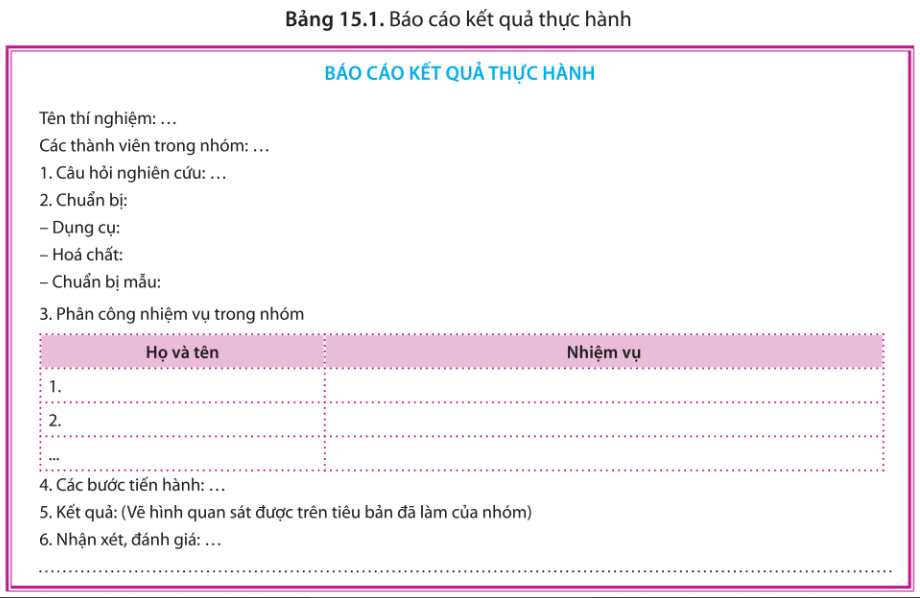 Bảng 15.1. Báo cáo kết quả thực hành
BÁO CÁO KẾT QUẢ THỰC HÀNH
Tên thí nghiệm: …
Các thành viên trong nhóm: …
1. Câu hỏi nghiên cứu: …
2. Chuẩn bị:
– Dụng cụ:
– Hoá chất:
– Chuẩn bị mẫu:
3. Phân công nhiệm vụ trong nhóm
Họ và tên Nhiệm vụ
1.
2.
...
4. Các bước tiến hành: …
5. Kết quả: (Vẽ hình quan sát được trên tiêu bản đã làm của nhóm)
6. Nhận xét, đánh giá: …